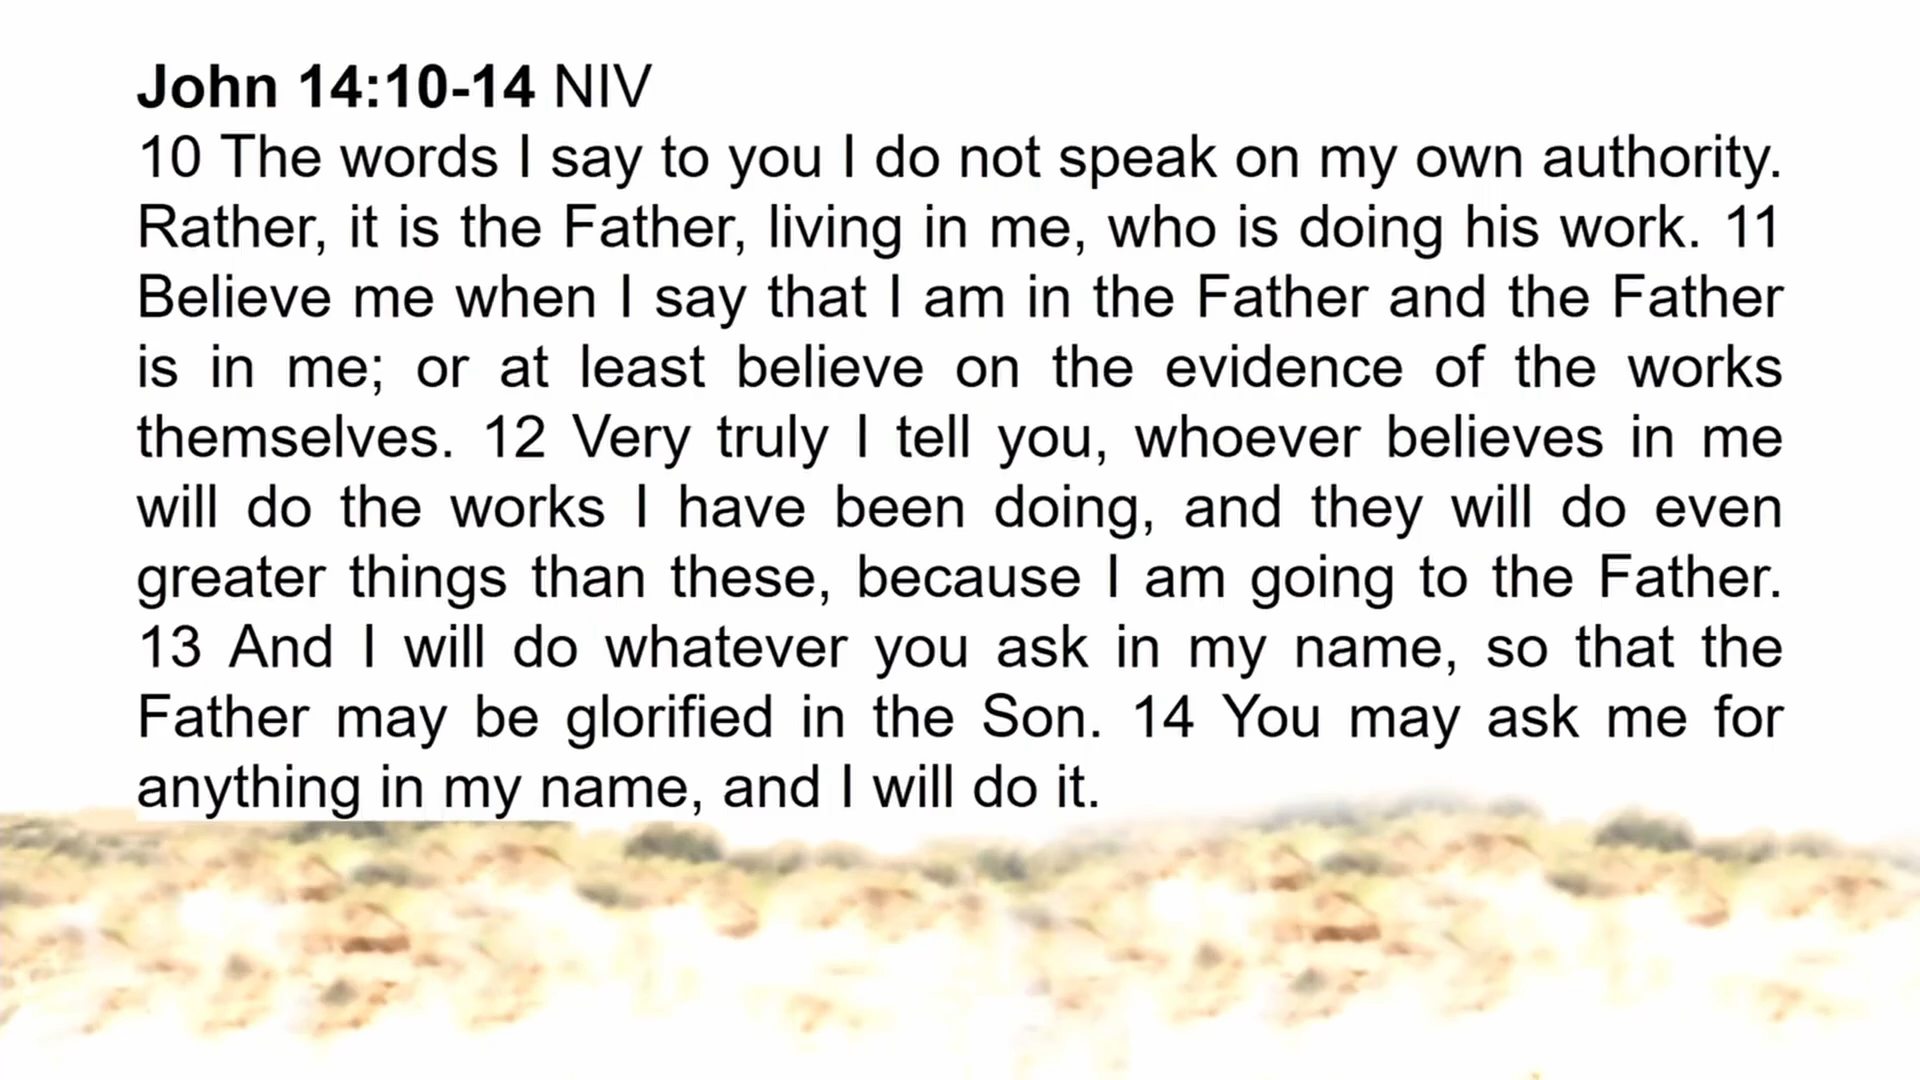 John 14:10-14 NIV
10 The words I say to you I do not speak on my own authority.
Rather, it is the Father, living in me, who is doing his work. 11
Believe me when I say that I am in the Father and the Father
is in me; or at least believe on the evidence of the works
themselves. 12 Very truly I tell you, whoever believes in me
will do the works I have been doing, and they will do even
greater things than these, because I am going to the Father.
13 And I will do whatever you ask in my name, so that the
Father may be glorified in the Son. 14 You may ask me for
anything in my name, and I will do it.